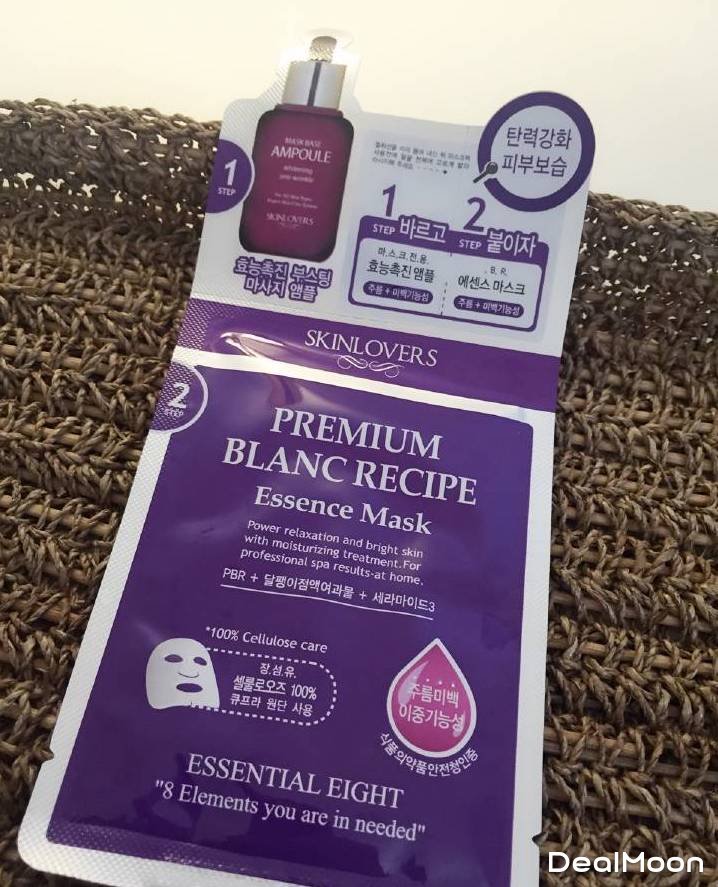 1
STEP
MASK BASE
AMPOULE
whitening
anti-wrinkle
SKINLOVERS
효능촉진 부스팅
마사지 앰플
탄력강화
피부보습
1
STEP 바르고
마.스.크.전.용.
효능촉진 앰플
주름 + 미백기능성
2
STEP 붙이자
에센스 마스크
주름 + 미백기능성
SKINLOVERS
2
STEP
PREMIUM
BLANC RECIPE
Essence Mask
Power relaxation and bright skin
with moisturizing treatment. For
professional spa results-at home.
PBR + 달팽이점액여과물 + 세라마이드3
*100% Cellulose care
장.섬.유.
셀룰로오즈 100%
큐프라 원단 사용
주름미백
이중기능성
식품의약품안전청인증
ESSENTIAL EIGHT
"8 Elements you are in needed"
DealMoon